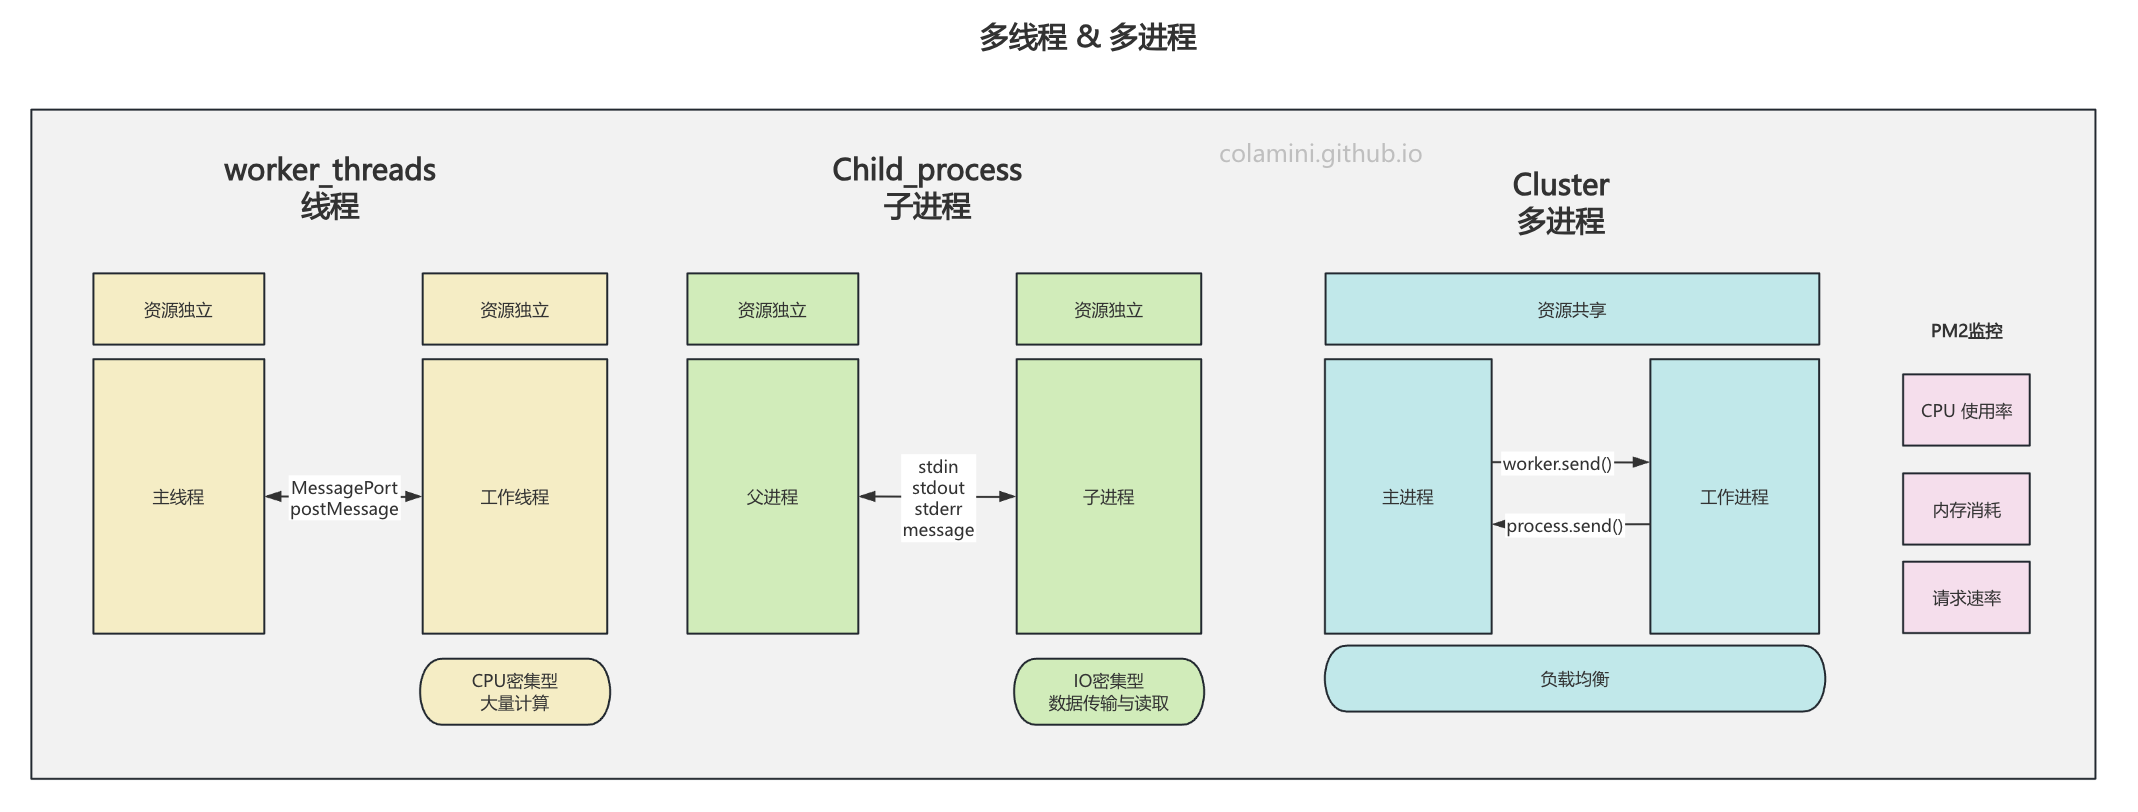 多线程 & 多进程
colamini.github.io
worker_threads
线程
资源独立
资源独立
主线程
MessagePort
postMessage
工作线程
CPU密集型
大量计算
Child_process
子进程
资源独立
资源独立
父进程
stdin
stdout
stderr
message
子进程
IO密集型
数据传输与读取
Cluster
多进程
资源共享
主进程
worker.send()
process.send()
工作进程
负载均衡
PM2监控
CPU 使用率
内存消耗
请求速率